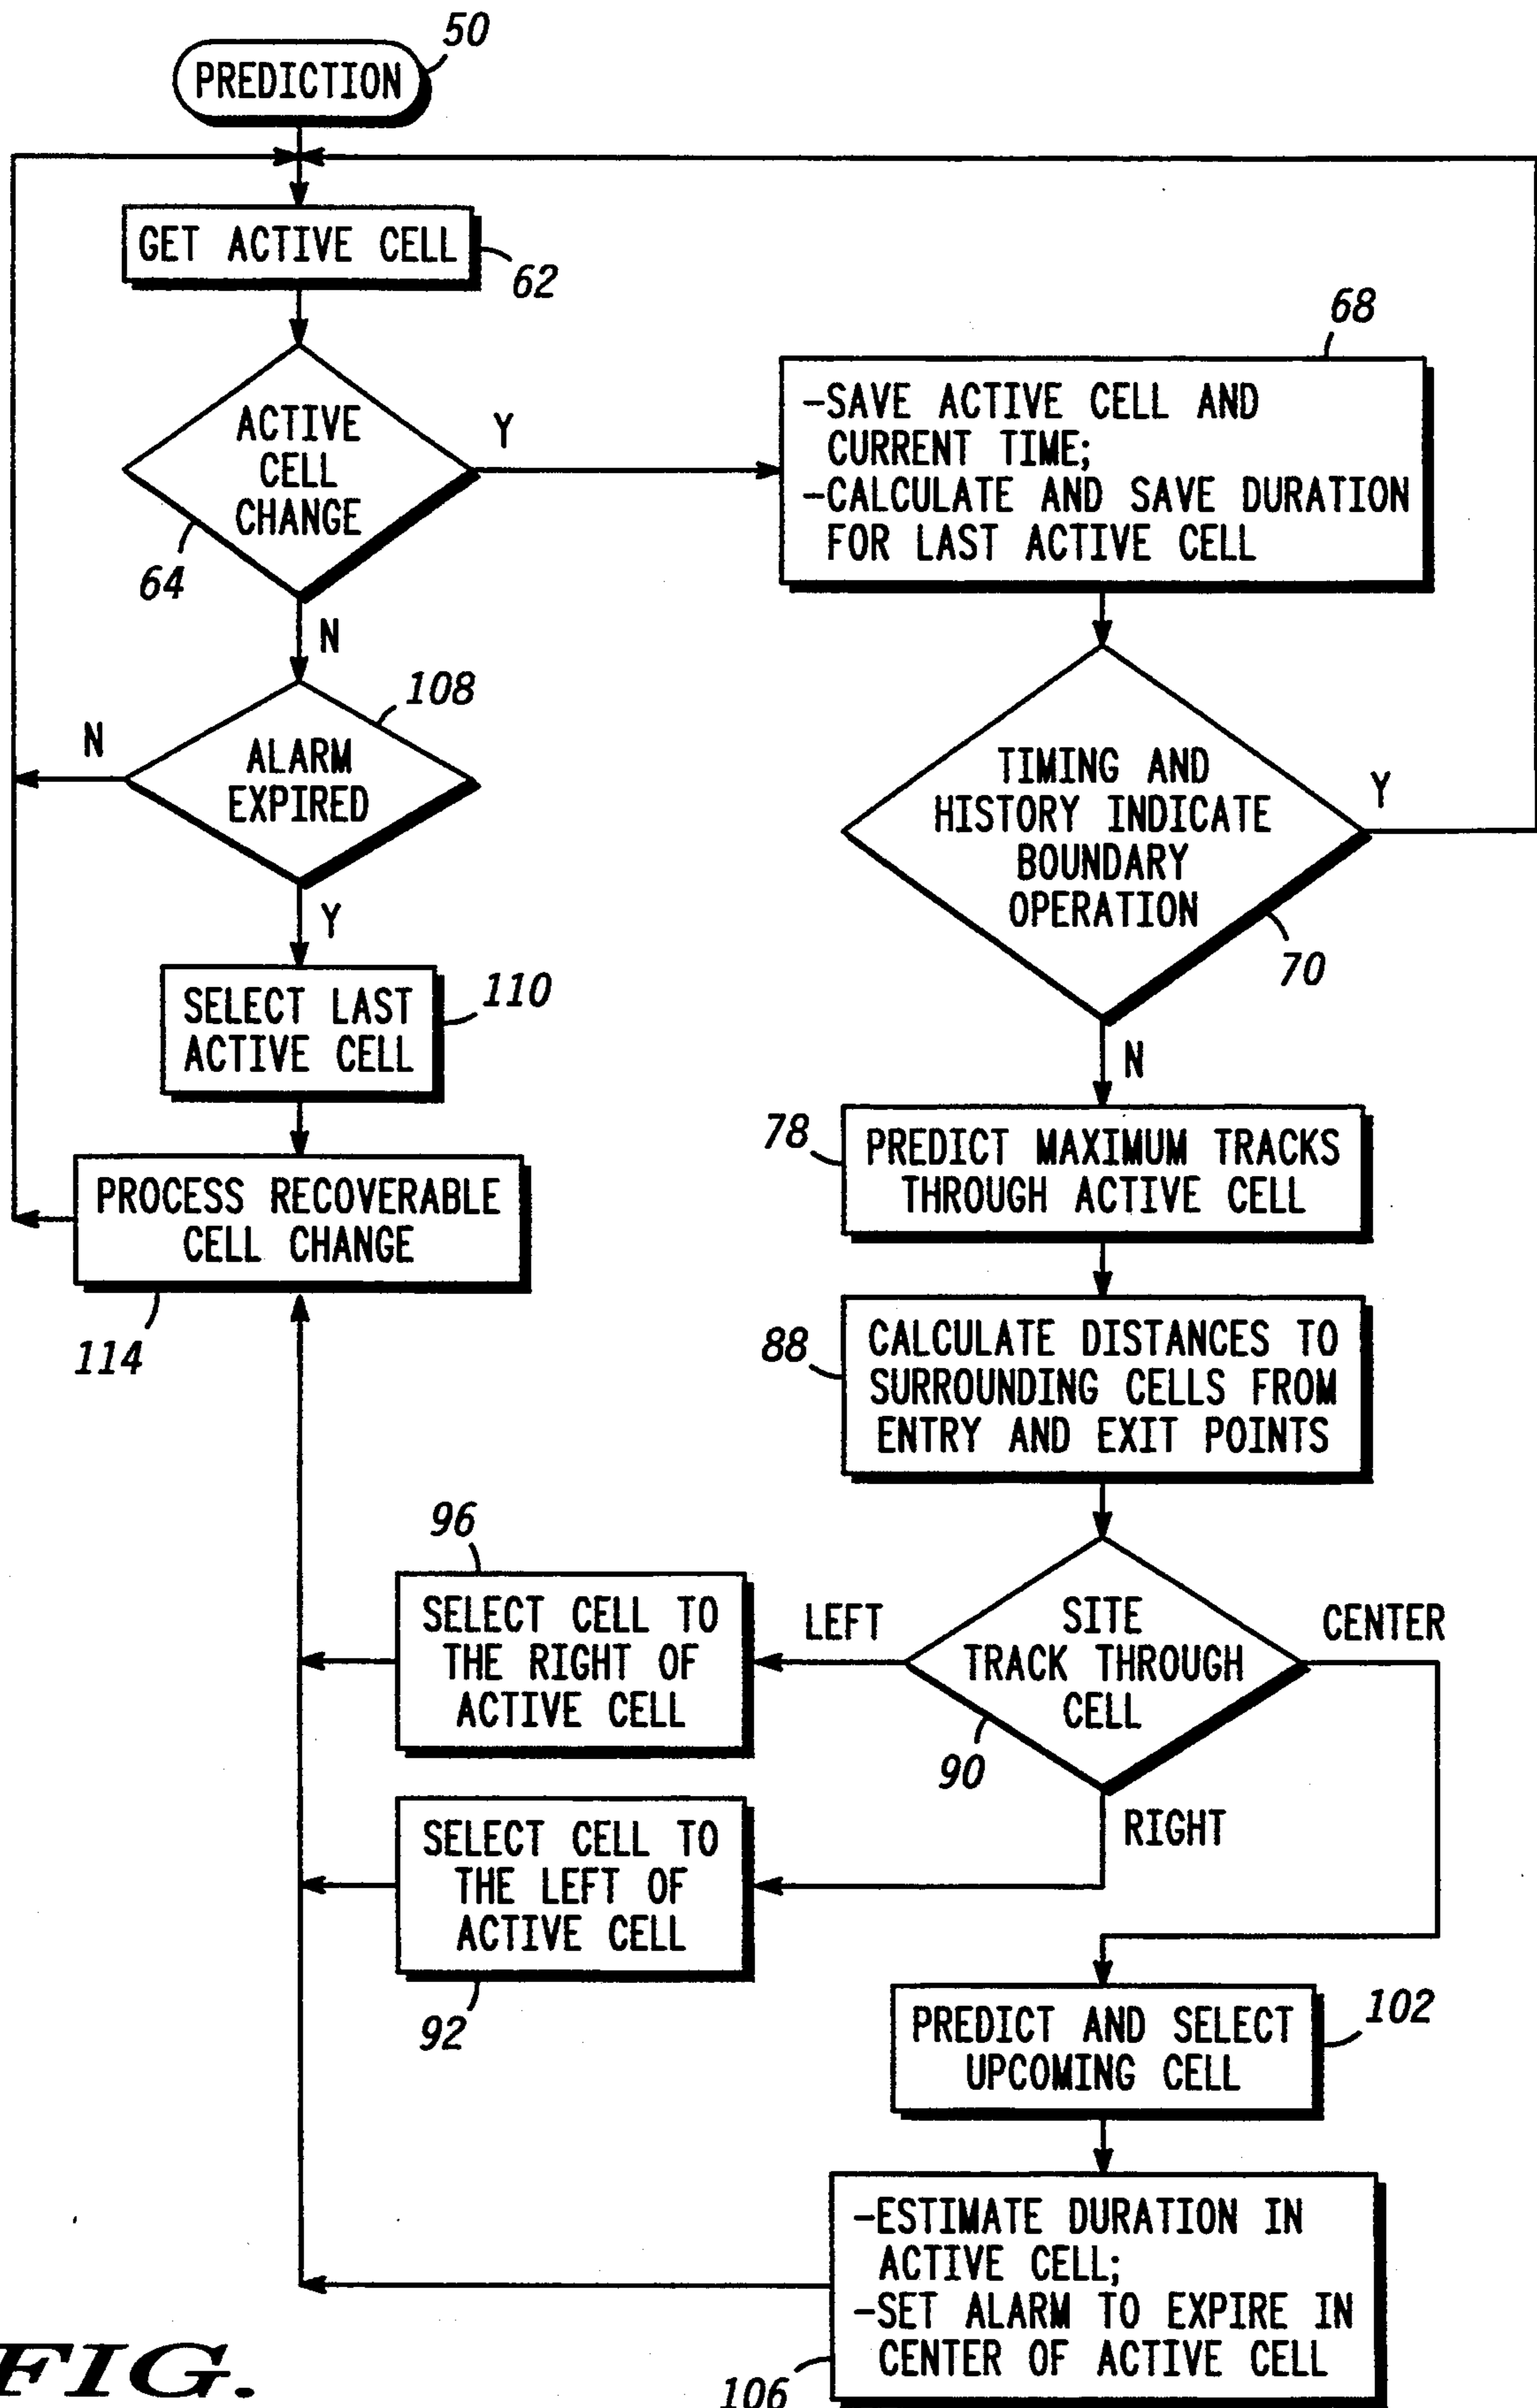 PREDICTION
50
GET ACTIVE CELL
62
ACTIVE
CELL
CHANGE
64
Y
N
68
-SAVE ACTIVE CELL AND
CURRENT TIME;
-CALCULATE AND SAVE DURATION
FOR LAST ACTIVE CELL
108
ALARM
EXPIRED
N
Y
TIMING AND
HISTORY INDICATE
BOUNDARY
OPERATION
Y
70
N
SELECT LAST
ACTIVE CELL
110
PROCESS RECOVERABLE
CELL CHANGE
114
78
PREDICT MAXIMUM TRACKS
THROUGH ACTIVE CELL
88
CALCULATE DISTANCES TO
SURROUNDING CELLS FROM
ENTRY AND EXIT POINTS
SITE
TRACK THROUGH
CELL
90
LEFT
CENTER
RIGHT
96
SELECT CELL TO
THE RIGHT OF
ACTIVE CELL
SELECT CELL TO
THE LEFT OF
ACTIVE CELL
92
PREDICT AND SELECT
UPCOMING CELL
102
-ESTIMATE DURATION IN
ACTIVE CELL;
-SET ALARM TO EXPIRE IN
CENTER OF ACTIVE CELL
106
FIG.